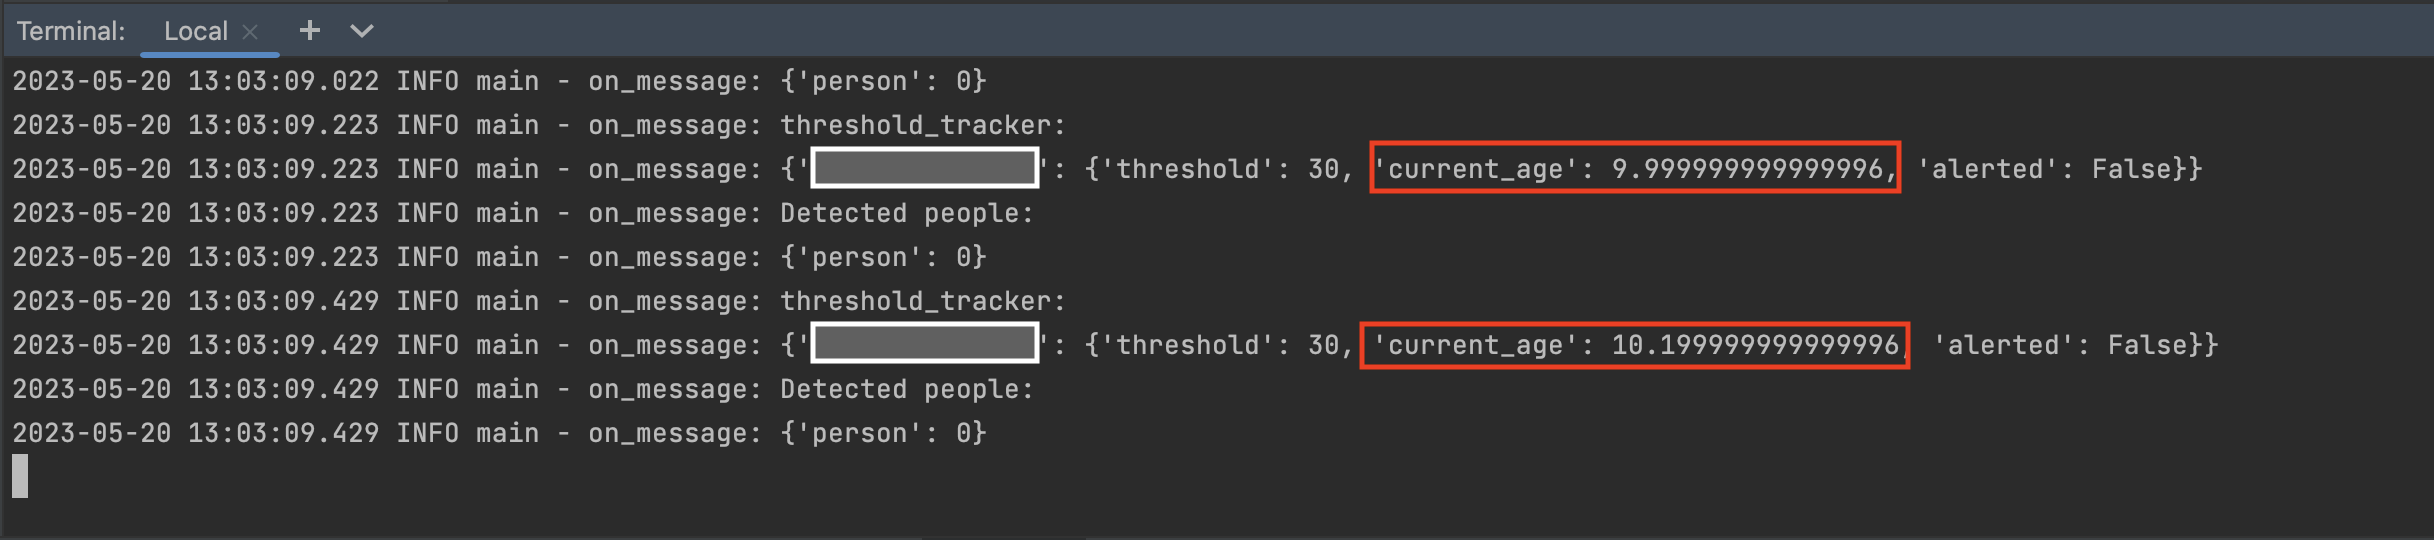 Terminal: Local × + 
2023-05-20 13:03:09.022 INFO main - on_message: {'person': 0}
2023-05-20 13:03:09.223 INFO main - on_message: threshold_tracker:
2023-05-20 13:03:09.223 INFO main - on_message: {' ': {'threshold': 30, 'current_age': 9.999999999999996, 'alerted': False}}
2023-05-20 13:03:09.223 INFO main - on_message: Detected people:
2023-05-20 13:03:09.223 INFO main - on_message: {'person': 0}
2023-05-20 13:03:09.429 INFO main - on_message: threshold_tracker:
2023-05-20 13:03:09.429 INFO main - on_message: {' ': {'threshold': 30, 'current_age': 10.199999999999996, 'alerted': False}}
2023-05-20 13:03:09.429 INFO main - on_message: Detected people:
2023-05-20 13:03:09.429 INFO main - on_message: {'person': 0}